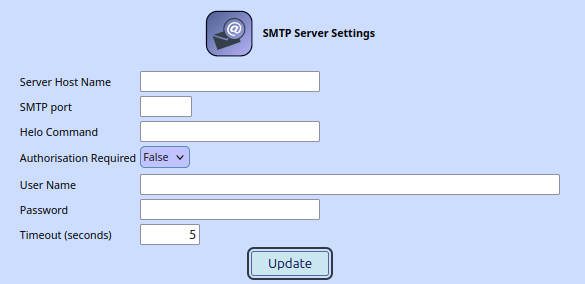 SMTP Server Settings
Server Host Name
SMTP port
Helo Command
Authorisation Required False
User Name
Password
Timeout (seconds) 5
Update